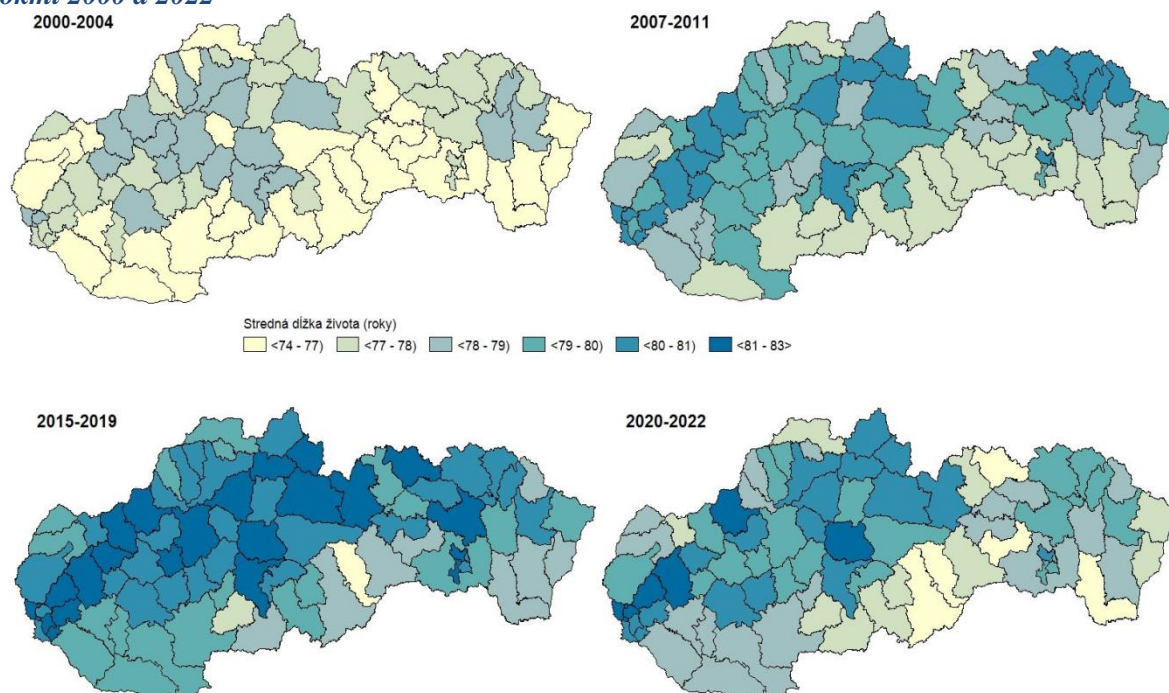 rokmi 2000 a 2022
2000-2004
2007-2011
Stredná dĺžka života (roky)
<74 - 77) <77 - 78) <78 - 79) <79 - 80) <80 - 81) <81 - 83>
2015-2019
2020-2022